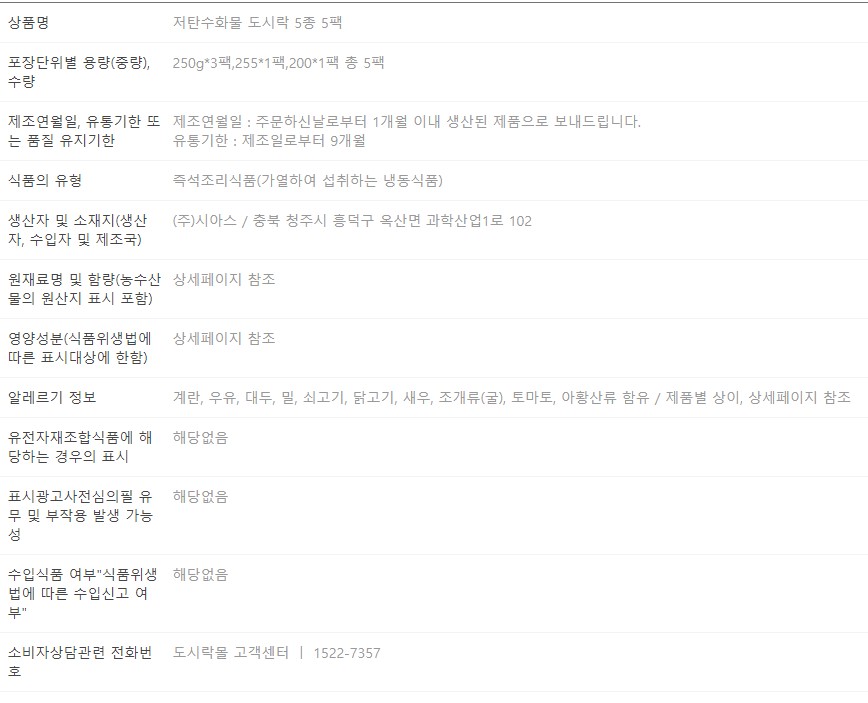 상품명
저탄수화물 도시락 5종 5팩
포장단위별 용량(중량),
수량
250g*3팩,255*1팩,200*1팩 총 5팩
제조연월일, 유통기한 또
는 품질 유지기한
제조연월일 : 주문하신날로부터 1개월 이내 생산된 제품으로 보내드립니다.
유통기한 : 제조일로부터 9개월
식품의 유형
즉석조리식품(가열하여 섭취하는 냉동식품)
생산자 및 소재지(생산
자, 수입자 및 제조국)
(주)시아스 / 충북 청주시 흥덕구 옥산면 과학산업1로 102
원재료명 및 함량(농수산
물의 원산지 표시 포함)
상세페이지 참조
영양성분(식품위생법에
따른 표시대상에 한함)
상세페이지 참조
알레르기 정보
계란, 우유, 대두, 밀, 쇠고기, 닭고기, 새우, 조개류(굴), 토마토, 아황산류 함유 / 제품별 상이, 상세페이지 참조
유전자재조합식품에 해
당하는 경우의 표시
해당없음
표시광고사전심의필 유
무 및 부작용 발생 가능
성
해당없음
수입식품 여부"식품위생
법에 따른 수입신고 여
부"
해당없음
소비자상담관련 전화번
호
도시락몰 고객센터 ㅣ 1522-7357